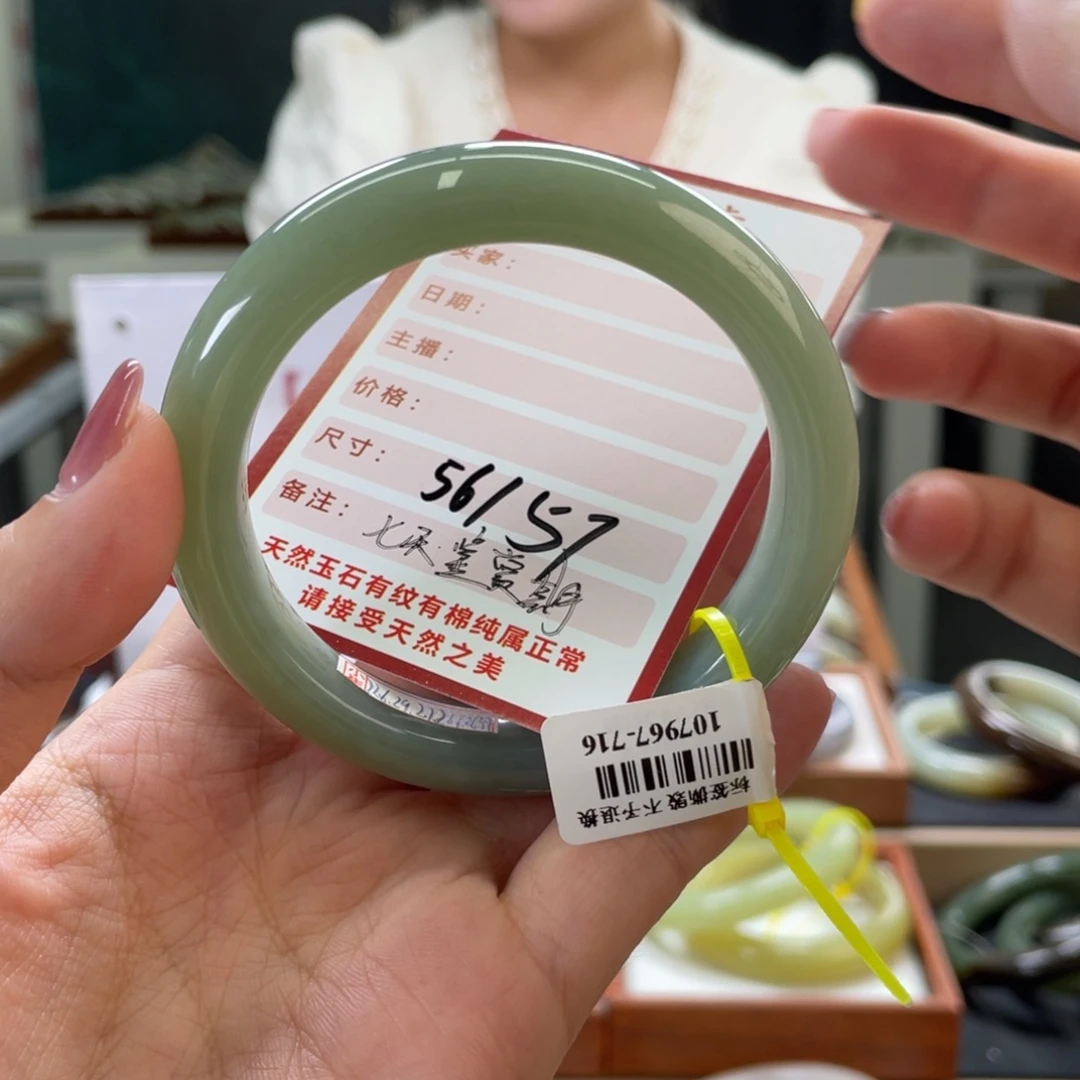 买家：
日期：
主播：
价格：
尺寸：
56/57
备注：
天然玉石有纹有棉纯属正常
请接受天然之美
107967-716
标签撕毁 不予退换